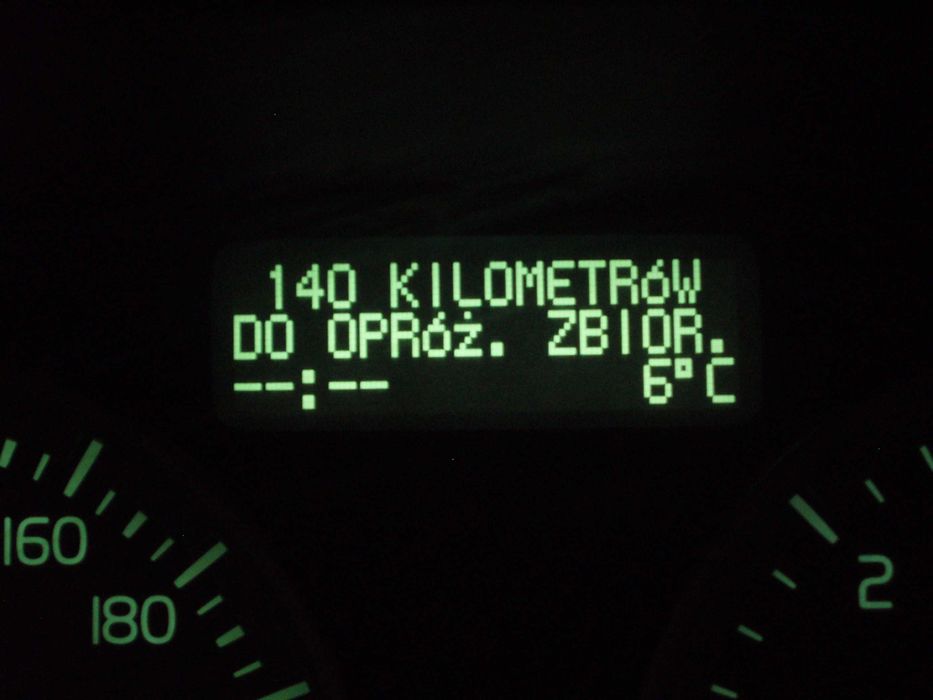 140 KILOMETRóW
DO OPRóż. ZBIOR.
--:-- 6°C
160
180
2